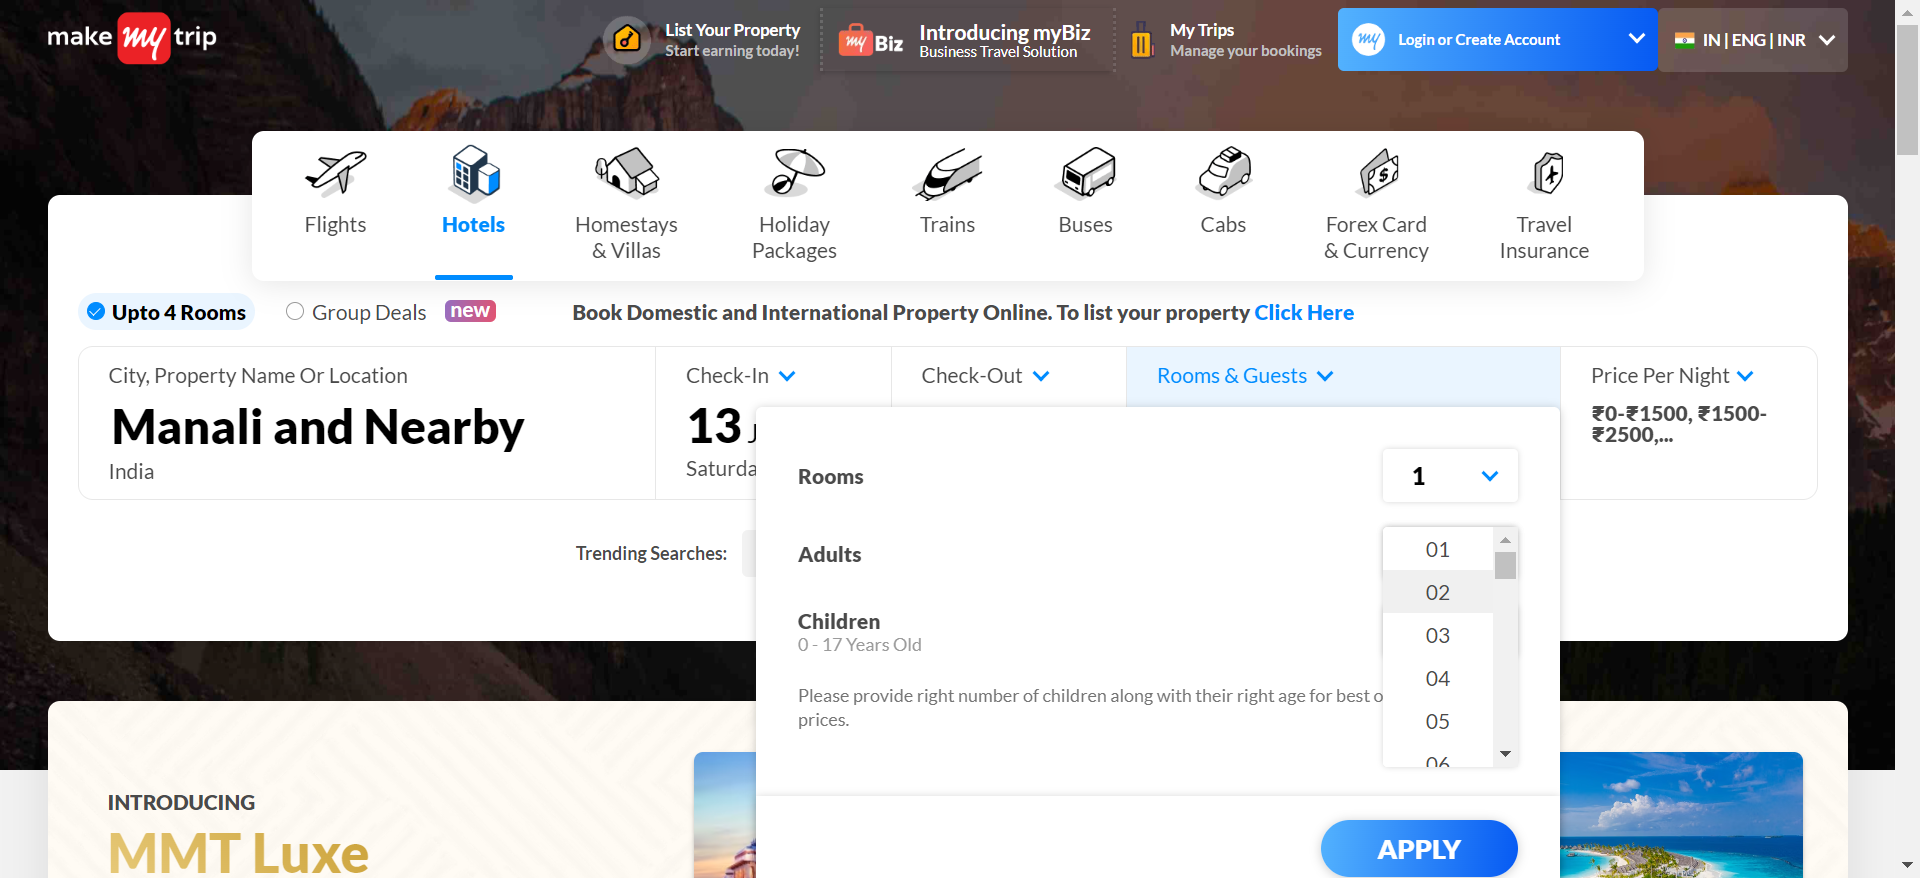 make my trip
List Your Property
Start earning today!
my Biz
Introducing myBiz
Business Travel Solution
My Trips
Manage your bookings
my
Login or Create Account
IN | ENG | INR
Flights
Hotels
Homestays
& Villas
Holiday
Packages
Trains
Buses
Cabs
Forex Card
& Currency
Travel
Insurance
Upto 4 Rooms
Group Deals
new
Book Domestic and International Property Online. To list your property Click Here
City, Property Name Or Location
Manali and Nearby
India
Check-In
13
Check-Out
Rooms & Guests
Price Per Night
₹0-₹1500, ₹1500-
₹2500,...
Trending Searches:
Rooms
1
Adults
01
02
03
04
05
06
Children
0 - 17 Years Old
Please provide right number of children along with their right age for best
prices.
APPLY
INTRODUCING
MMT Luxe